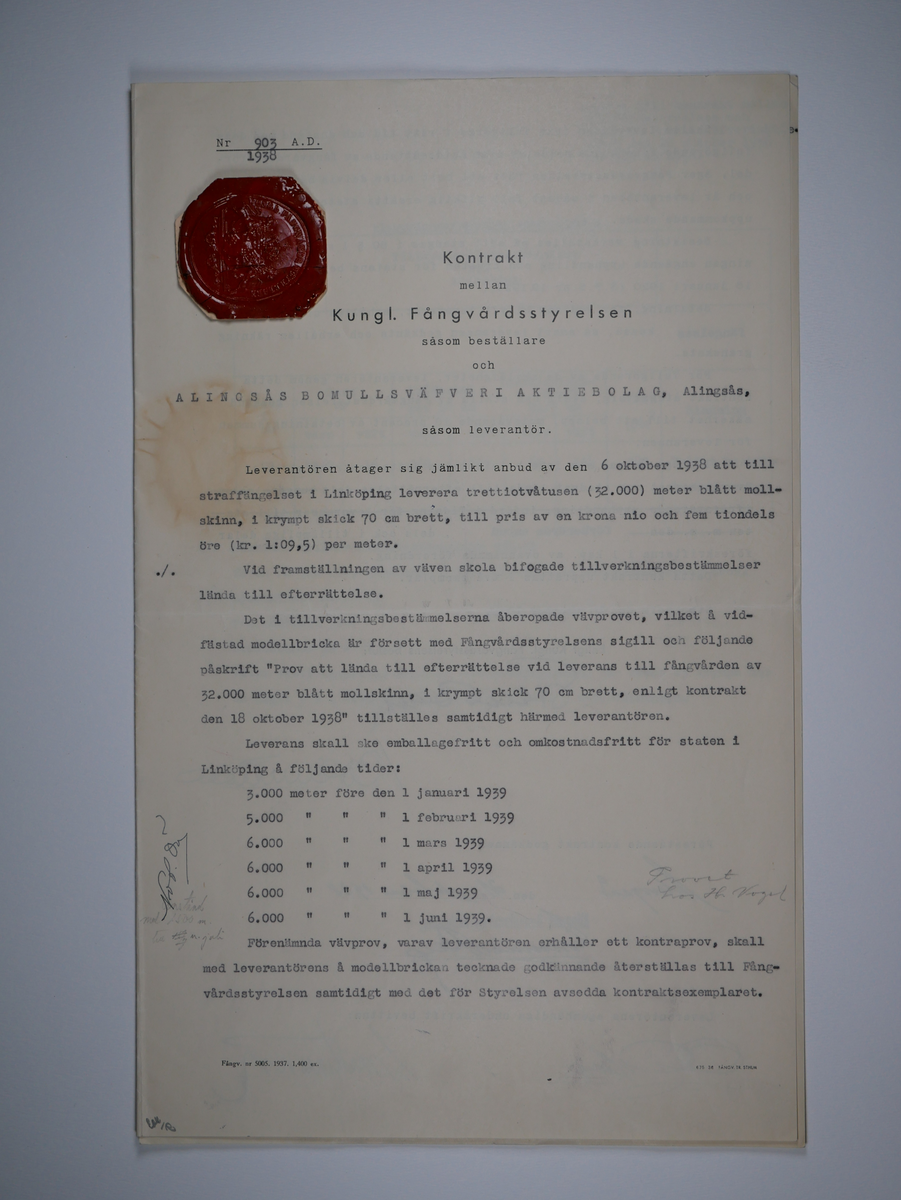 Nr 903 A.D.
1938
Kontrakt
mellan
Kungl. Fångvårdsstyrelsen
såsom beställare
och
ALINGSÅS BOMULLSVÄFVERI AKTIEBOLAG, Alingsås,
såsom leverantör.
Leverantören åtager sig jämlikt anbud av den 6 oktober 1938 att till
straffängelset i Linköping leverera trettiotvåtusen (32.000) meter blått moll-
skinn, i krympt skick 70 cm brett, till pris av en krona nio och fem tiondels
öre (kr. 1:09,5) per meter.
./. Vid framställningen av väven skola bifogade tillverkningsbestämmelser
lända till efterrättelse.
Det i tillverkningsbestämmelserna åberopade vävprovet, vilket å vid-
fästad modellbricka är försett med Fångvårdsstyrelsens sigill och följande
påskrift "Prov att lända till efterrättelse vid leverans till fångvården av
32.000 meter blått mollskinn, i krympt skick 70 cm brett, enligt kontrakt
den 18 oktober 1938" tillställes samtidigt härmed leverantören.
Leverans skall ske emballagefritt och omkostnadsfritt för staten i
Linköping å följande tider:
3.000 meter före den 1 januari 1939
5.000 " " " 1 februari 1939
6.000 " " " 1 mars 1939
6.000 " " " 1 april 1939
6.000 " " " 1 maj 1939
6.000 " " " 1 juni 1939.
Provet
hos Hr Vogel
Förenämnda vävprov, varav leverantören erhåller ett kontraprov, skall
med leverantörens å modellbrickan tecknade godkännande återställas till Fång-
vårdsstyrelsen samtidigt med det för Styrelsen avsedda kontraktsexemplaret.
Fångv. nr 5005. 1937. 1,400 ex.